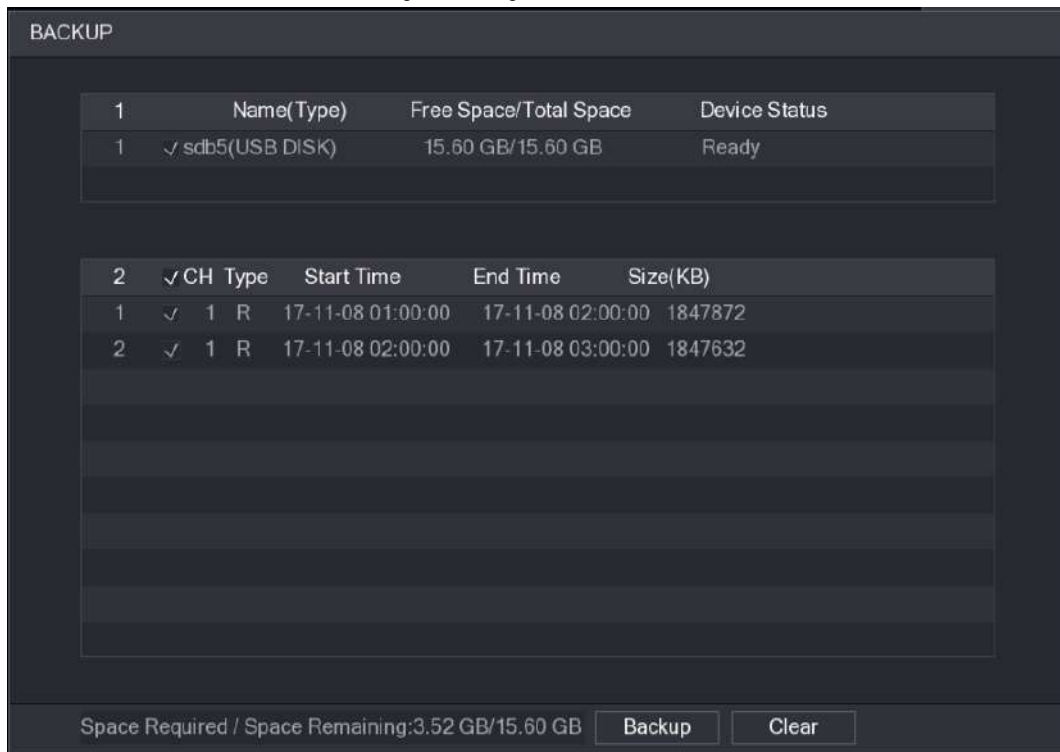 BACKUP
1 Name(Type) Free Space/Total Space Device Status
1 sdb5(USB DISK) 15.60 GB/15.60 GB Ready
2 CH Type Start Time End Time Size(KB)
1 1 R 17-11-08 01:00:00 17-11-08 02:00:00 1847872
2 1 R 17-11-08 02:00:00 17-11-08 03:00:00 1847632
Space Required / Space Remaining:3.52 GB/15.60 GB Backup Clear